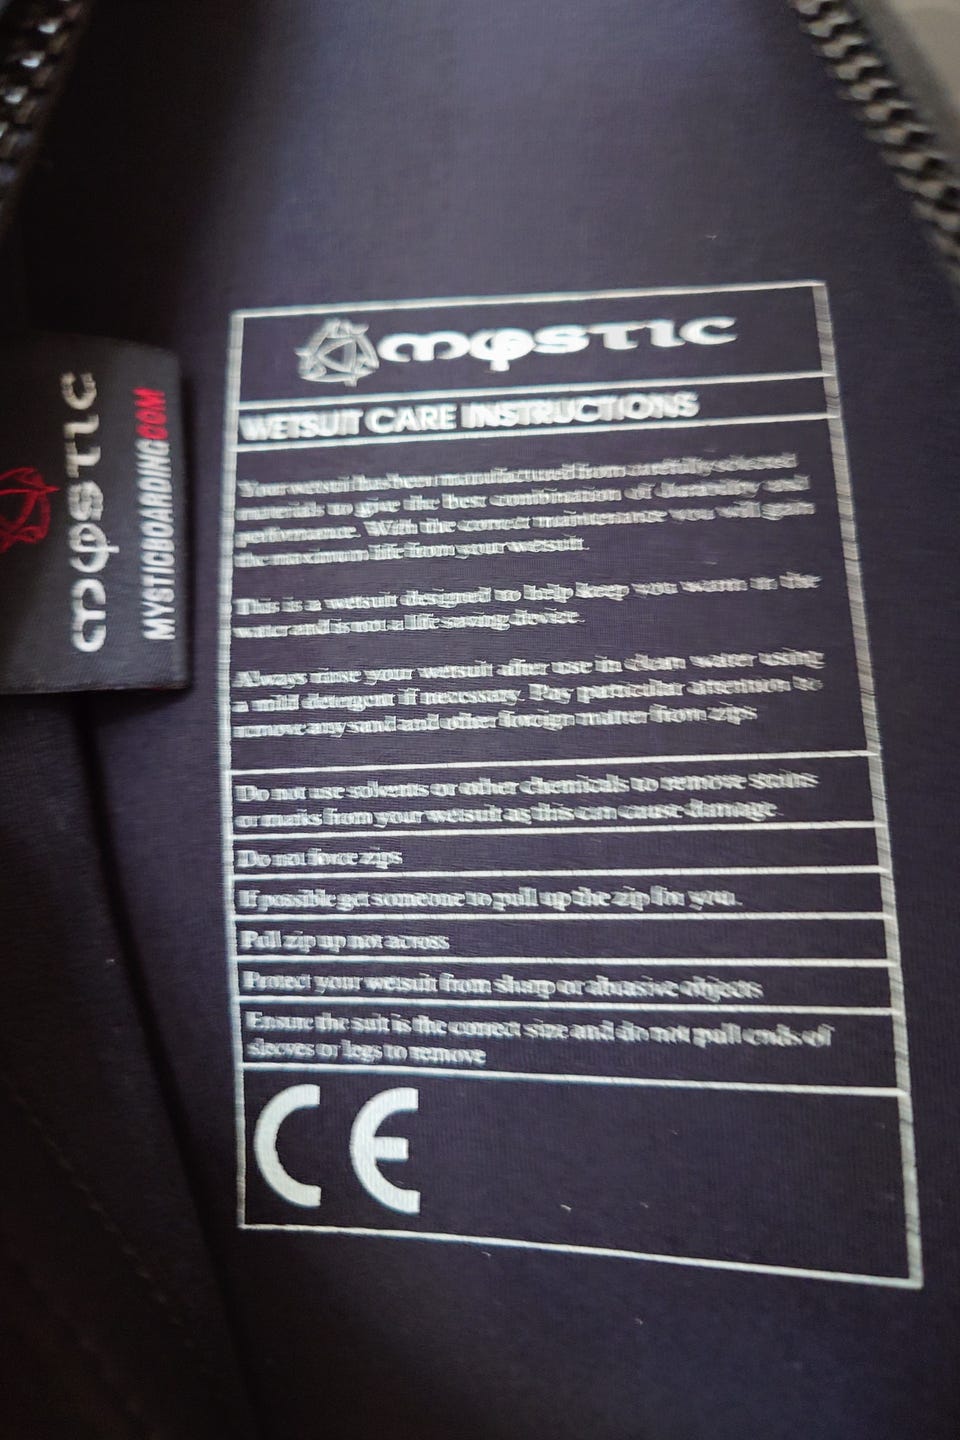 mystic
WETSUIT CARE INSTRUCTIONS
Your wetsuit has been manufactured from carefully selected
materials to give the best combination of durability and
performance. With the correct maintenance you will gain
the maximum life from your wetsuit.
This is a wetsuit designed to help keep you warm in the
water and is not a life saving device.
Always rinse your wetsuit after use in clean water using
a mild detergent if necessary. Pay particular attention to
remove any sand and other foreign matter from zips
Do not use solvents or other chemicals to remove stains
or marks from your wetsuit as this can cause damage
Do not force zips
If possible get someone to pull up the zip for you.
Pull zip up not across
Protect your wetsuit from sharp or abrasive objects
Ensure the suit is the correct size and do not pull ends of
sleeves or legs to remove
CE
mystic
MYSTICBOARDING.COM